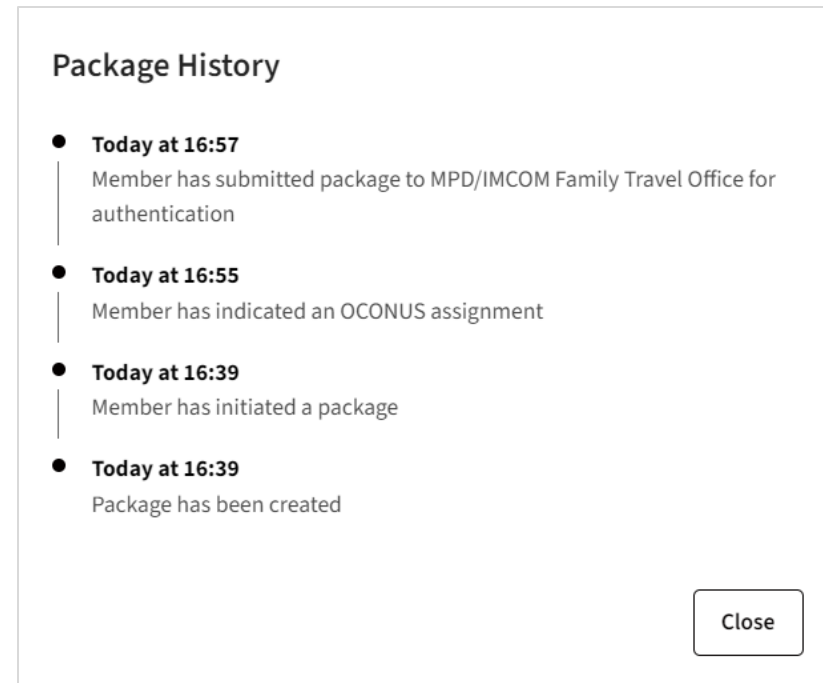 Package History
Today at 16:57
Member has submitted package to MPD/IMCOM Family Travel Office for
authentication
Today at 16:55
Member has indicated an OCONUS assignment
Today at 16:39
Member has initiated a package
Today at 16:39
Package has been created
Close